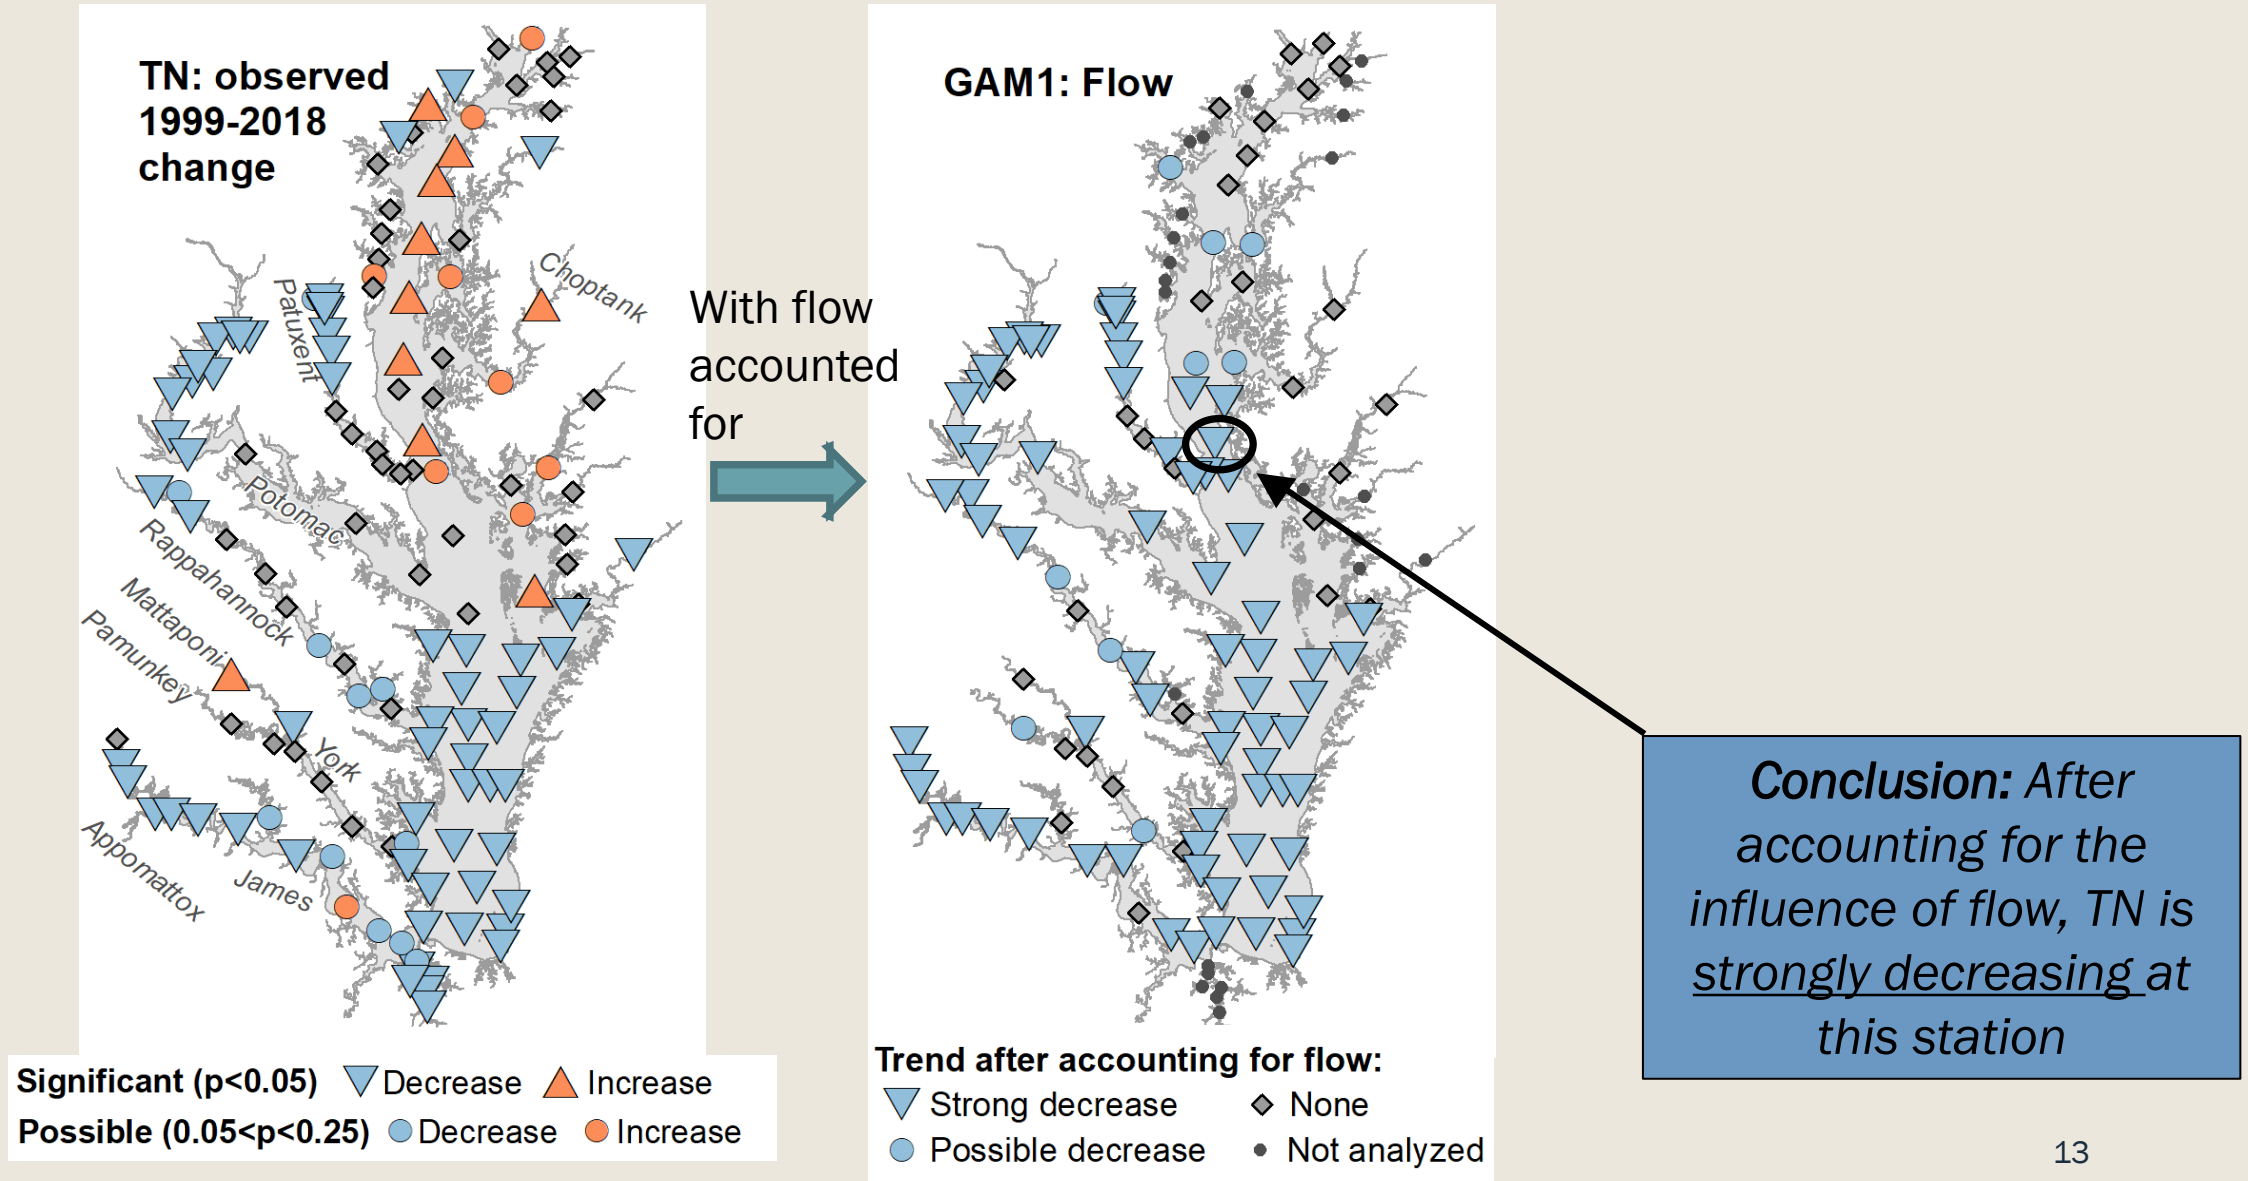 TN: observed
1999-2018
change
Choptank
Patuxent
Potomac
Rappahannock
Mattaponi
Pamunkey
York
Appomattox
James
Significant (p<0.05) Decrease Increase
Possible (0.05<p<0.25) Decrease Increase
With flow
accounted
for
GAM1: Flow
Trend after accounting for flow:
Strong decrease None
Possible decrease Not analyzed
Conclusion: After
accounting for the
influence of flow, TN is
strongly decreasing at
this station
13